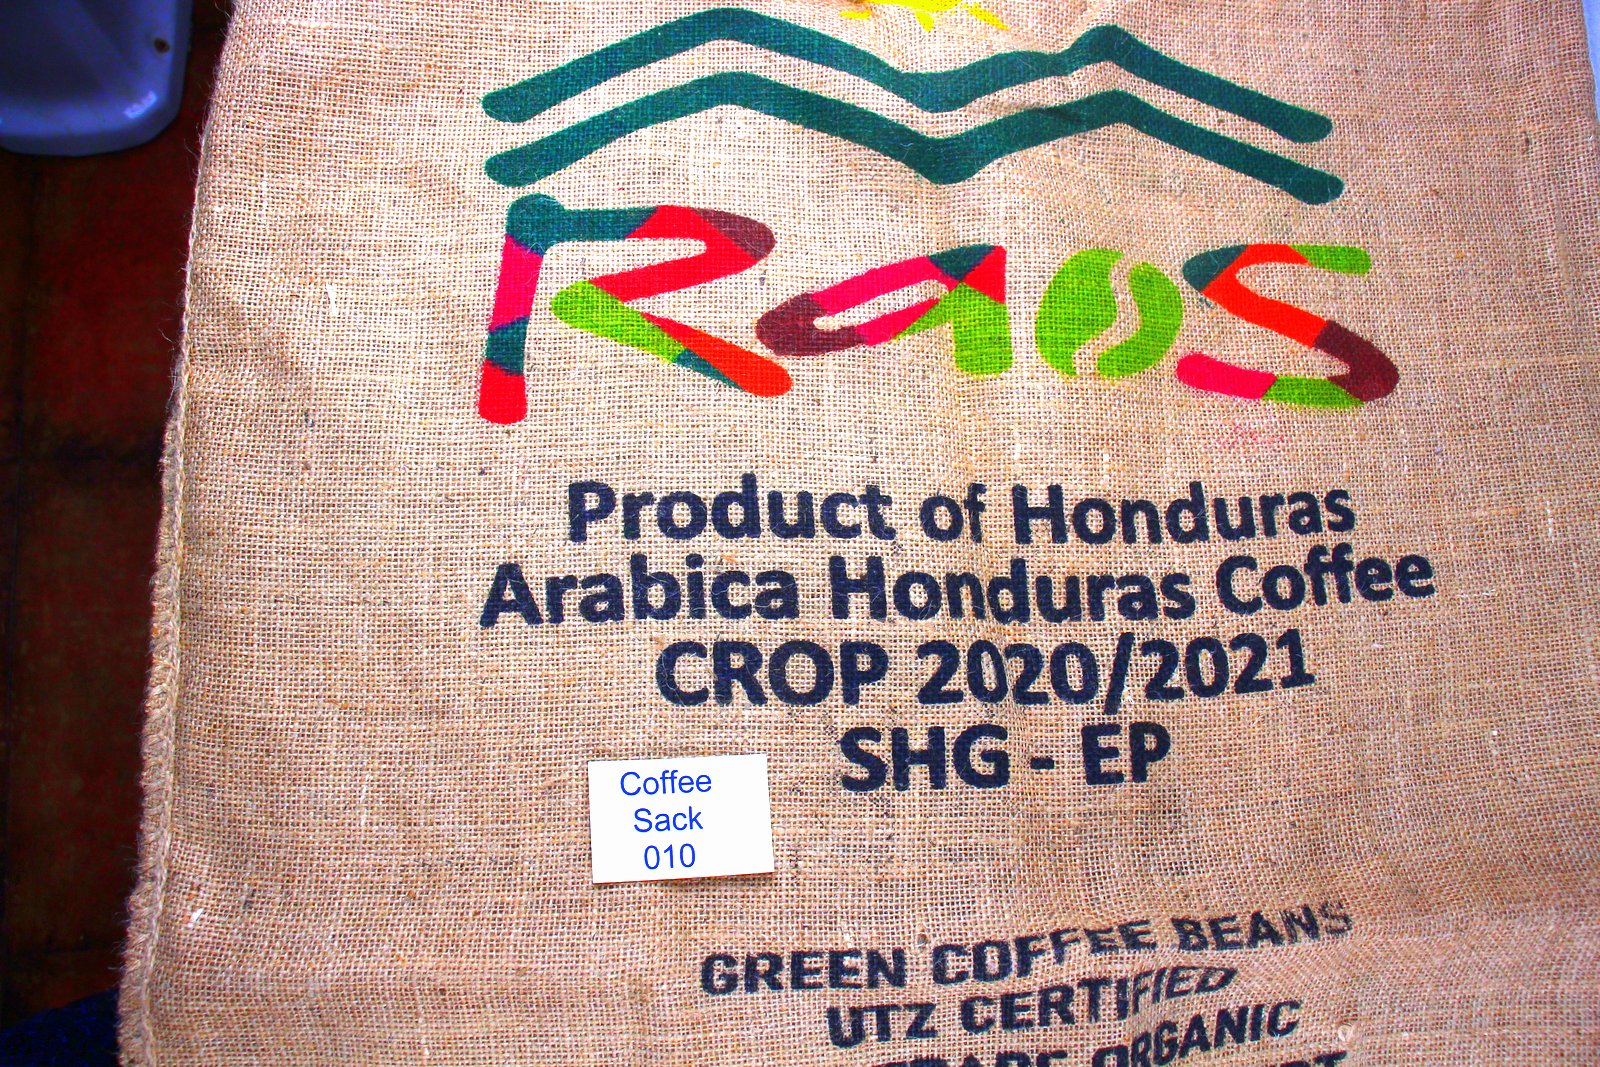 RaoS
Product of Honduras
Arabica Honduras Coffee
CROP 2020/2021
SHG - EP
Coffee
Sack
010
GREEN COFFEE BEANS
UTZ CERTIFIED
ORGANIC